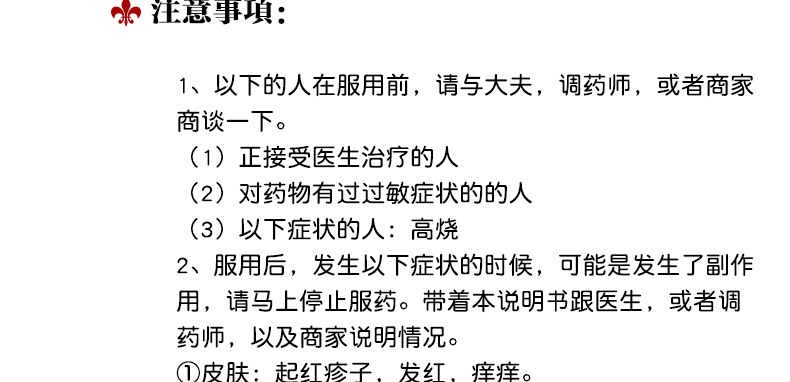 注意事項：
1、以下的人在服用前，请与大夫，调药师，或者商家
商谈一下。
（1）正接受医生治疗的人
（2）对药物有过过敏症状的的人
（3）以下症状的人：高烧
2、服用后，发生以下症状的时候，可能是发生了副作
用，请马上停止服药。带着本说明书跟医生，或者调
药师，以及商家说明情况。
①皮肤：起红疹子，发红，痒痒。